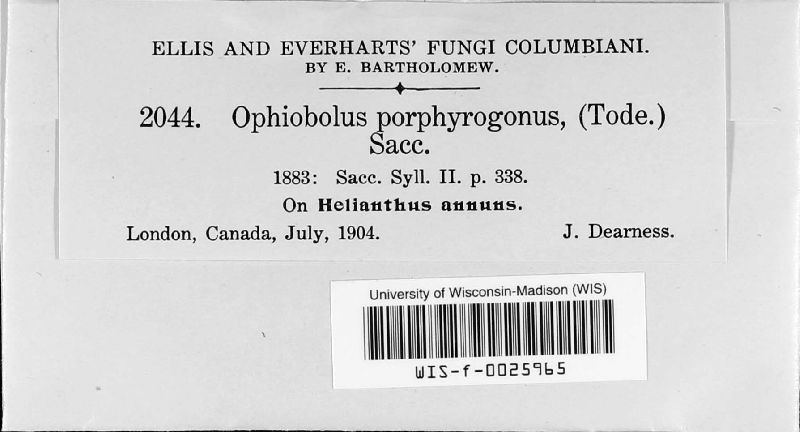 ELLIS AND EVERHARTS' FUNGI COLUMBIANI.
BY E. BARTHOLOMEW.
2044. Ophiobolus porphyrogonus, (Tode.)
Sacc.
1883: Sacc. Syll. II. p. 338.
On Helianthus annuus.
London, Canada, July, 1904. J. Dearness.
University of Wisconsin-Madison (WIS)
WIS-f-0025965